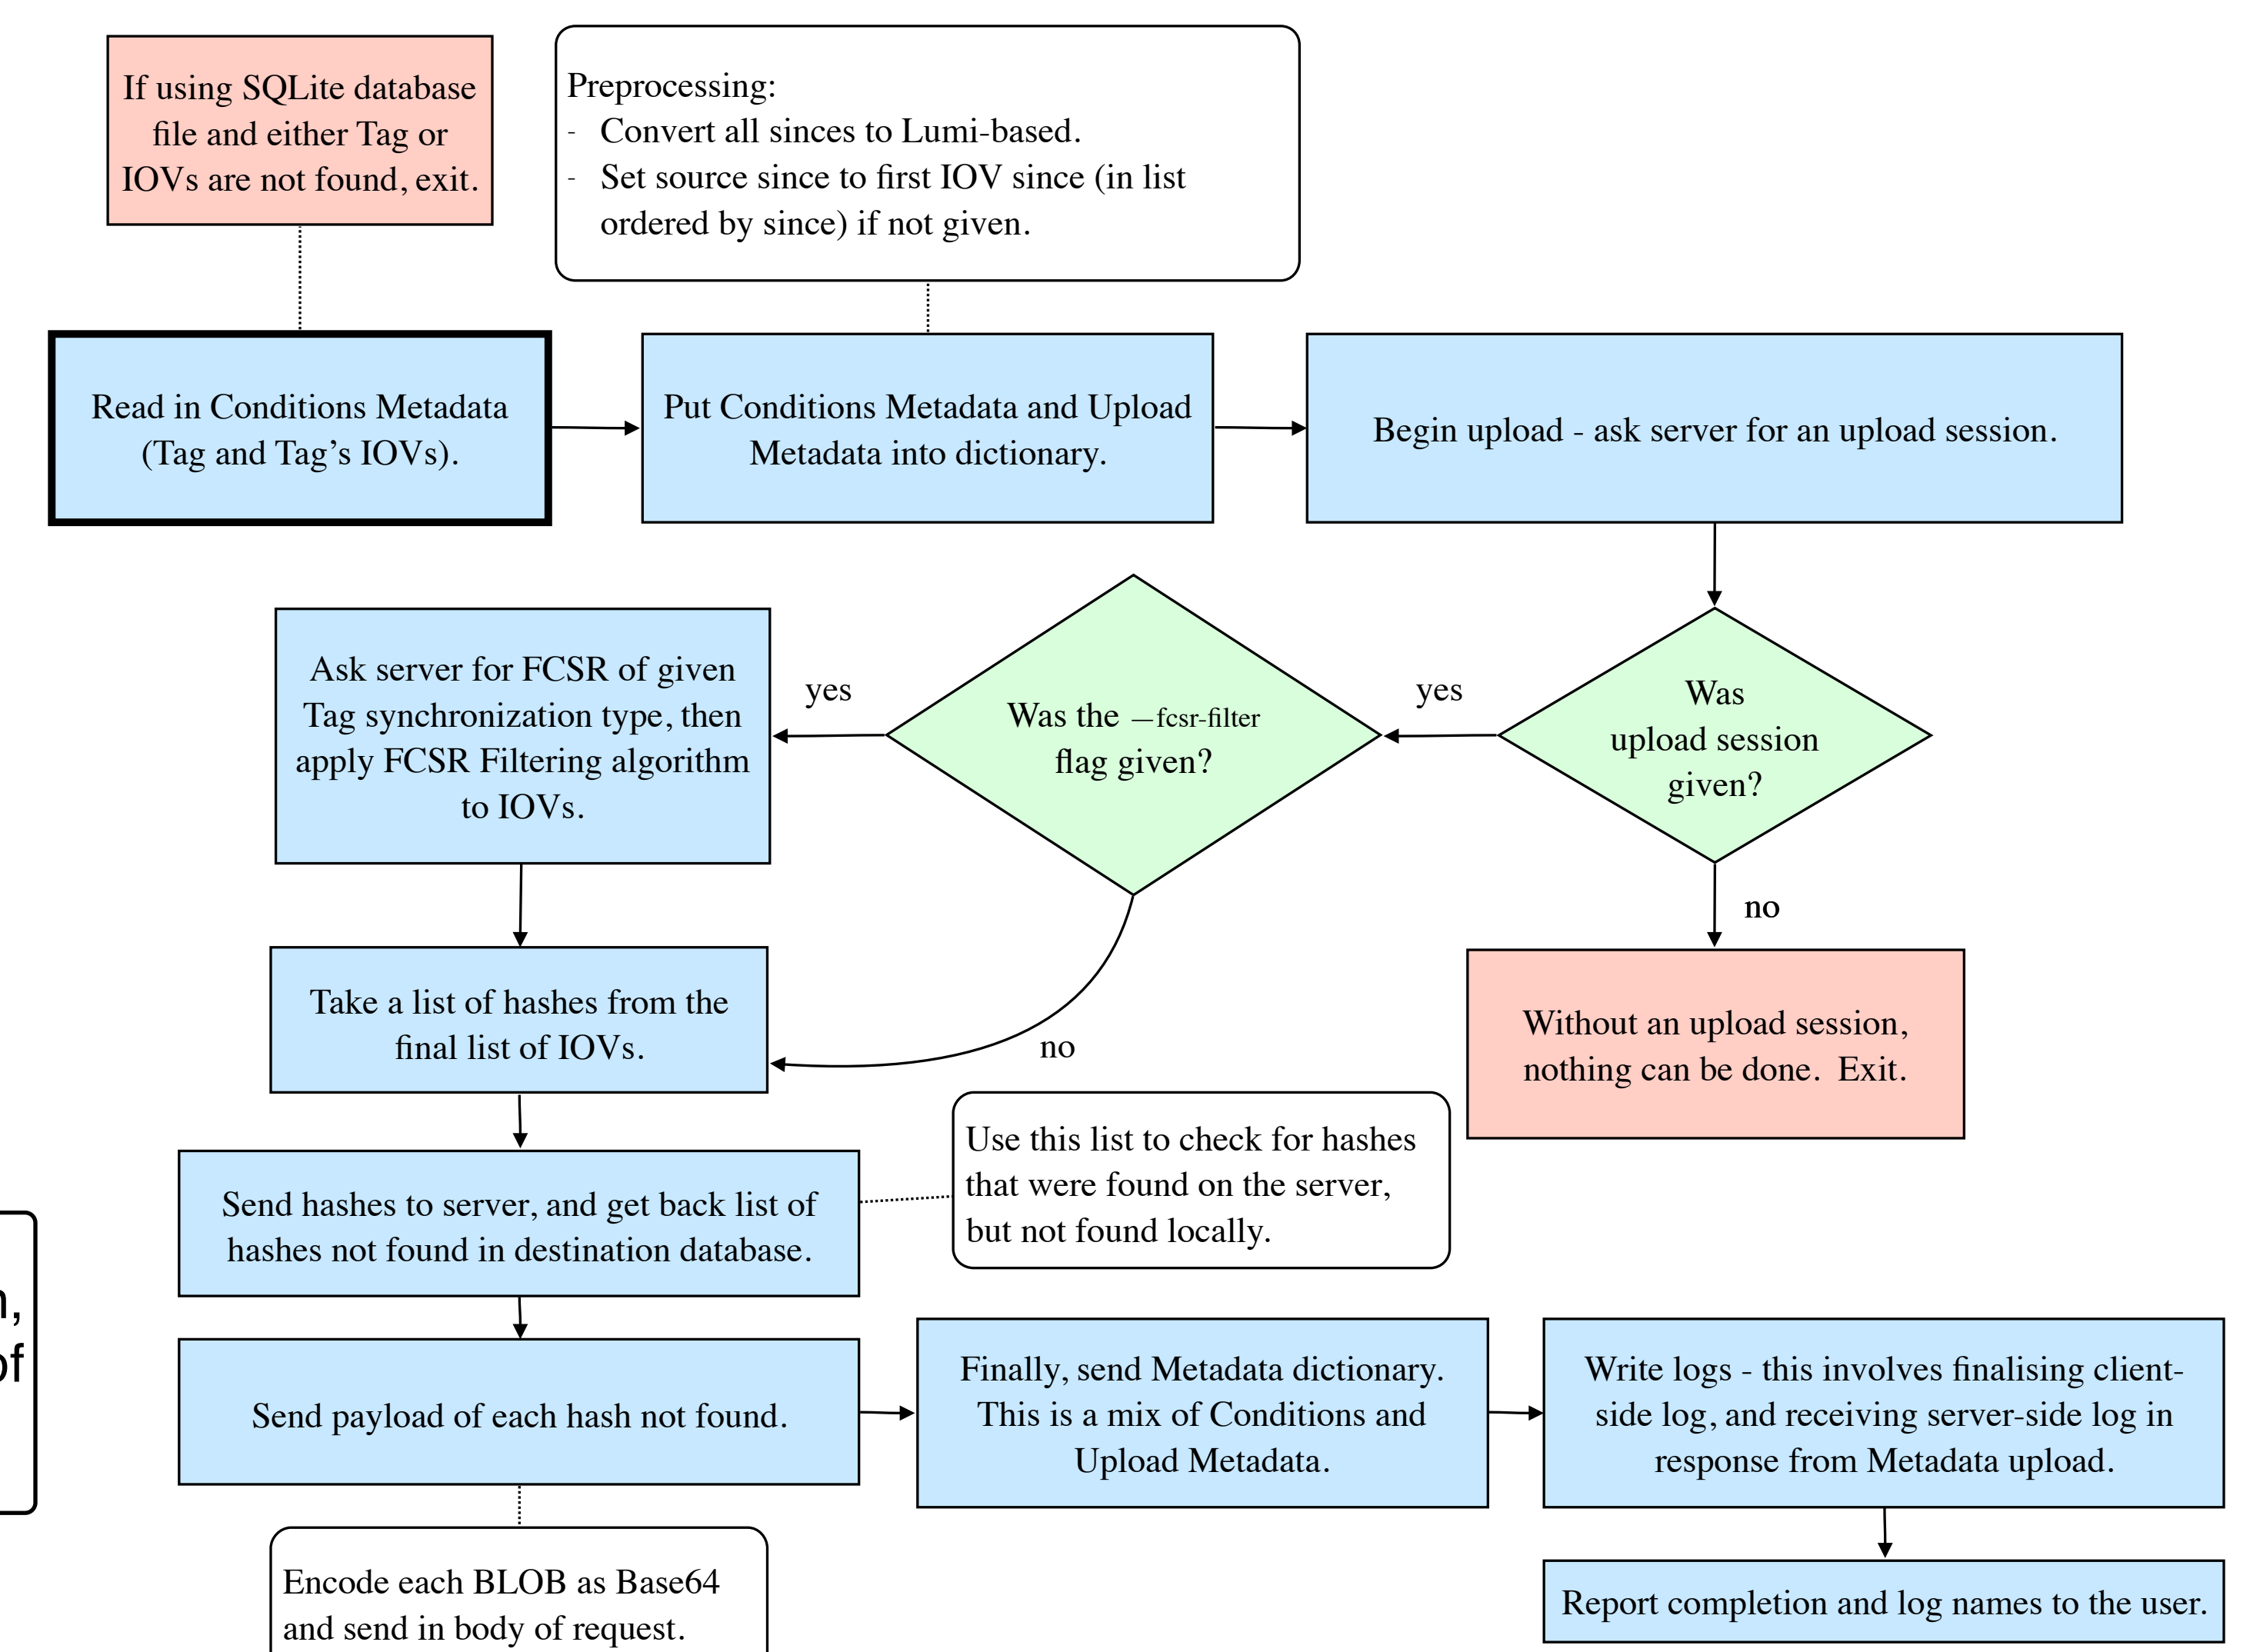 If using SQLite database
file and either Tag or
IOVs are not found, exit.
Preprocessing:
- Convert all sinces to Lumi-based.
- Set source since to first IOV since (in list
ordered by since) if not given.
Read in Conditions Metadata
(Tag and Tag’s IOVs).
Put Conditions Metadata and Upload
Metadata into dictionary.
Begin upload - ask server for an upload session.
Was
upload session
given?
yes
no
Was the —fcsr-filter
flag given?
yes
no
Ask server for FCSR of given
Tag synchronization type, then
apply FCSR Filtering algorithm
to IOVs.
Take a list of hashes from the
final list of IOVs.
Without an upload session,
nothing can be done.  Exit.
Send hashes to server, and get back list of
hashes not found in destination database.
Use this list to check for hashes
that were found on the server,
but not found locally.
of
Send payload of each hash not found.
Finally, send Metadata dictionary.
This is a mix of Conditions and
Upload Metadata.
Write logs - this involves finalising client-
side log, and receiving server-side log in
response from Metadata upload.
Encode each BLOB as Base64
and send in body of request.
Report completion and log names to the user.